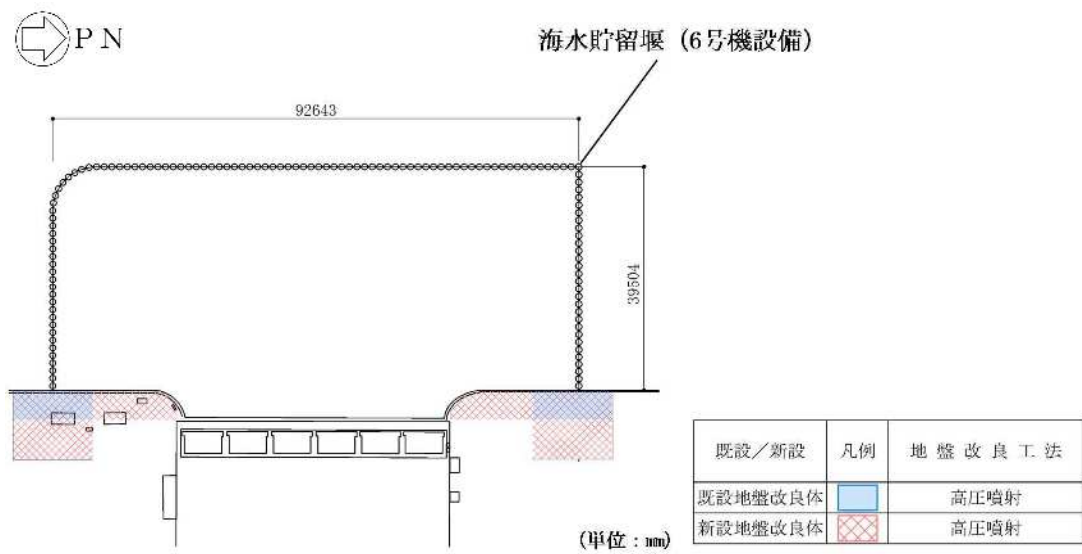 PN
海水貯留堰（6号機設備）
92643
39504
既設／新設 凡例 地盤改良工法
既設地盤改良体 高圧噴射
新設地盤改良体 高圧噴射
（単位：mm）